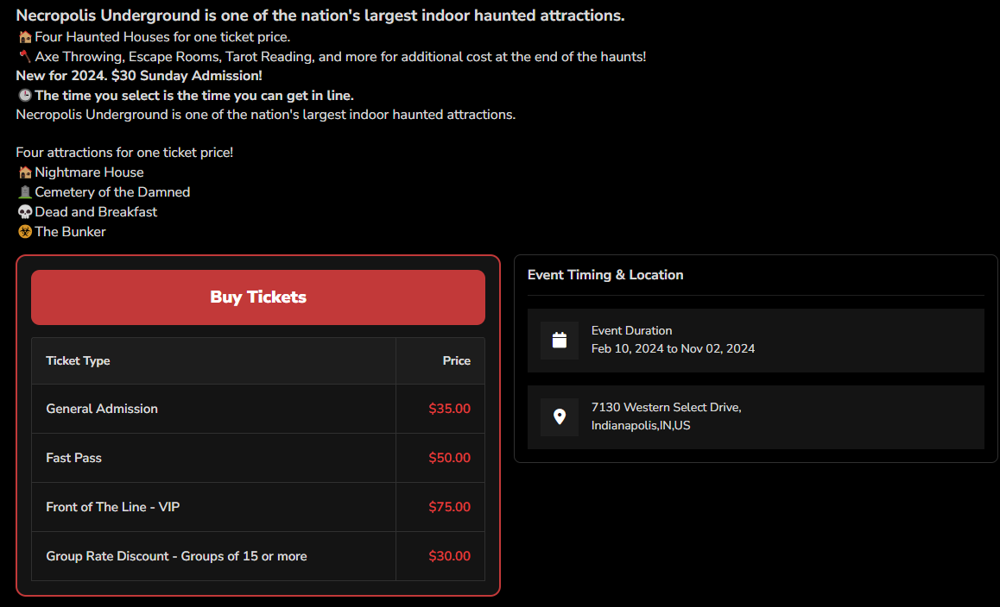 Necropolis Underground is one of the nation's largest indoor haunted attractions.
🏠Four Haunted Houses for one ticket price.
🪓Axe Throwing, Escape Rooms, Tarot Reading, and more for additional cost at the end of the haunts!
New for 2024. $30 Sunday Admission!
🕒The time you select is the time you can get in line.
Necropolis Underground is one of the nation's largest indoor haunted attractions.
Four attractions for one ticket price!
🏠Nightmare House
🪦Cemetery of the Damned
💀Dead and Breakfast
☣The Bunker
Buy Tickets
Ticket Type Price
General Admission $35.00
Fast Pass $50.00
Front of The Line - VIP $75.00
Group Rate Discount - Groups of 15 or more $30.00
Event Timing & Location
Event Duration
Feb 10, 2024 to Nov 02, 2024
7130 Western Select Drive,
Indianapolis,IN,US